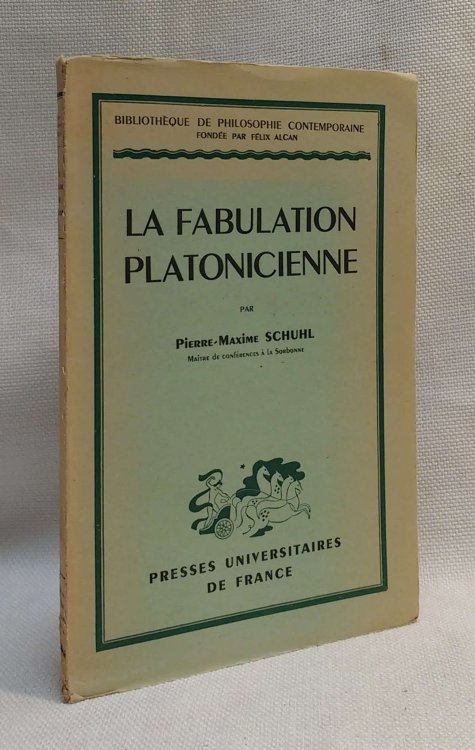 BIBLIOTHÈQUE DE PHILOSOPHIE CONTEMPORAINE
FONDÉE PAR FÉLIX ALCAN
LA FABULATION
PLATONICIENNE
PAR
PIERRE-MAXIME SCHUHL
MAÎTRE DE CONFÉRENCES À LA SORBONNE
PRESSES UNIVERSITAIRES
DE FRANCE